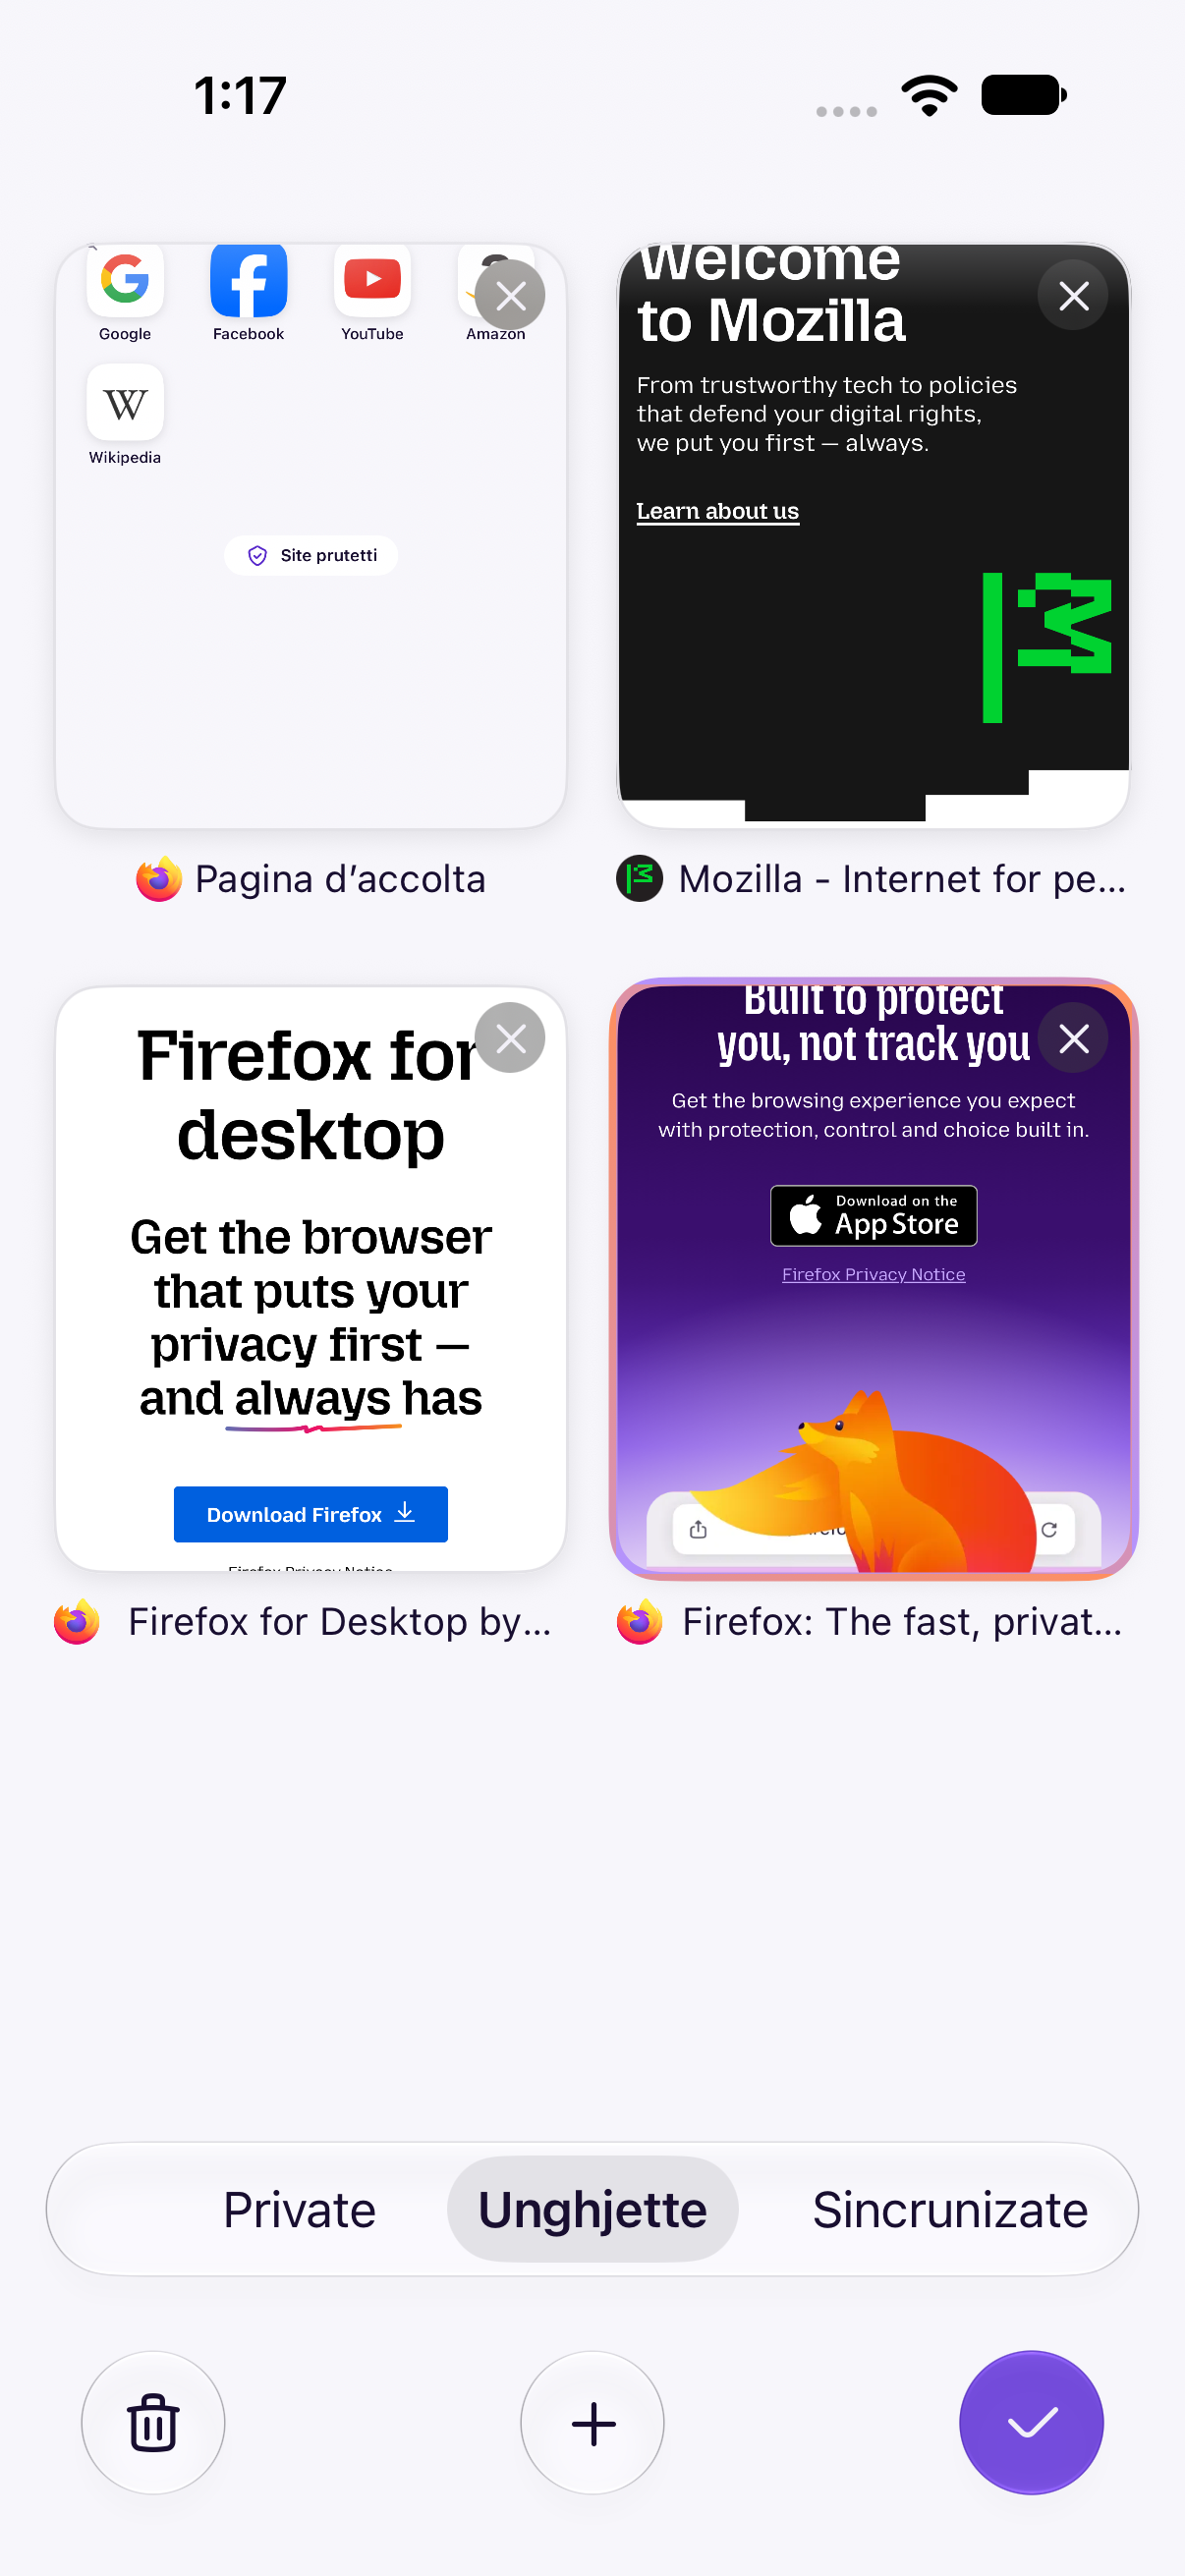 1:17
Google
Facebook
YouTube
Amazon
Wikipedia
Site prutetti
Welcome
to Mozilla
From trustworthy tech to policies
that defend your digital rights,
we put you first — always.
Learn about us
Pagina d’accolta
Mozilla - Internet for pe...
Firefox for
desktop
Get the browser
that puts your
privacy first —
and always has
Download Firefox
Firefox Privacy Notice
Built to protect
you, not track you
Get the browsing experience you expect
with protection, control and choice built in.
Download on the
App Store
Firefox Privacy Notice
Firefox for Desktop by...
Firefox: The fast, privat...
Private
Unghjette
Sincrunizate